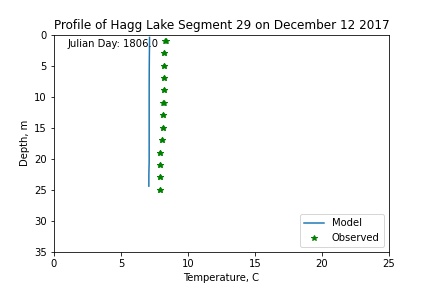 Profile of Hagg Lake Segment 29 on December 12 2017
Julian Day: 1806.0
0
5
10
15
20
25
30
35
Depth, m
0 5 10 15 20 25
Temperature, C
Model
Observed